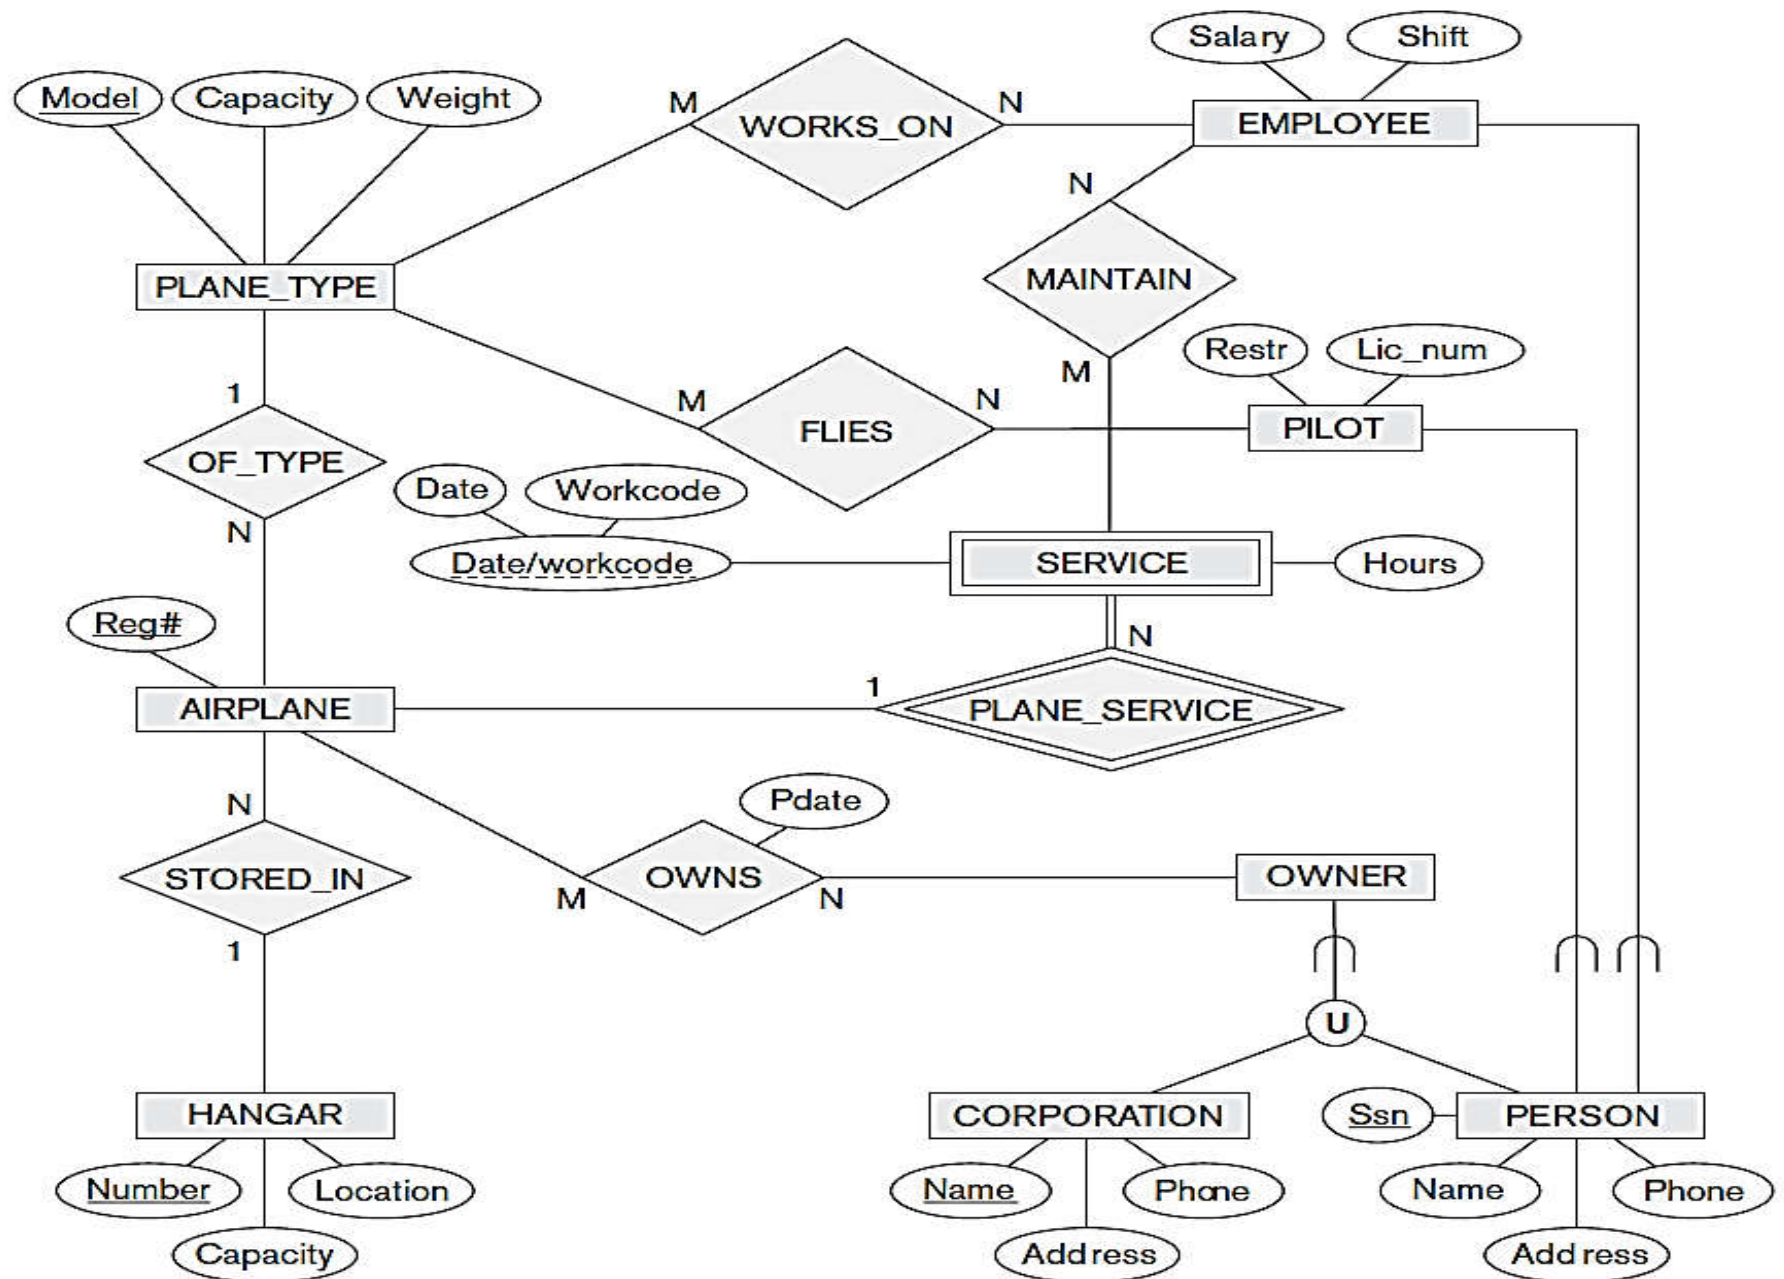 Salary
Shift
Model
Capacity
Weight
M
WORKS_ON
N
EMPLOYEE
N
PLANE_TYPE
MAINTAIN
Restr
Lic_num
M
1
M
FLIES
N
PILOT
OF_TYPE
Date
Workcode
N
Date/workcode
SERVICE
Hours
Reg#
N
1
AIRPLANE
PLANE_SERVICE
Pdate
N
STORED_IN
M
OWNS
N
OWNER
1
U
HANGAR
CORPORATION
Ssn
PERSON
Number
Location
Name
Phone
Name
Phone
Capacity
Address
Address